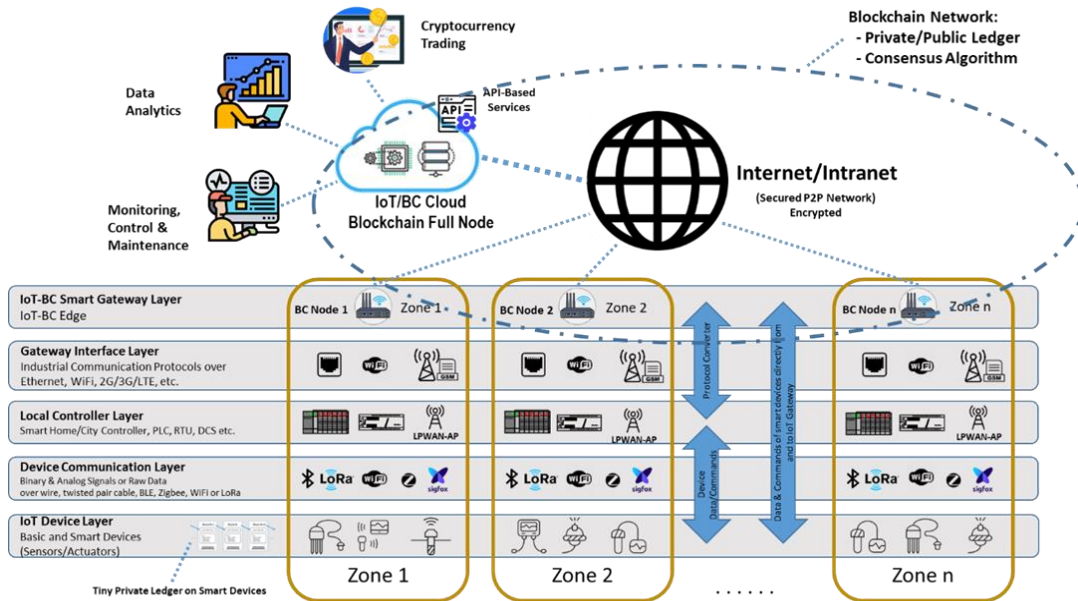 Cryptocurrency
Trading
Blockchain Network:
- Private/Public Ledger
- Consensus Algorithm
Data
Analytics
API
API-Based
Services
Internet/Intranet
(Secured P2P Network)
Encrypted
IoT/BC Cloud
Blockchain Full Node
Monitoring,
Control &
Maintenance
IoT-BC Smart Gateway Layer
IoT-BC Edge
BC Node 1
Zone 1
BC Node 2
Zone 2
BC Node n
Zone n
Gateway Interface Layer
Industrial Communication Protocols over
Ethernet, WiFi, 2G/3G/LTE, etc.
WiFi
GSM
WiFi
GSM
WiFi
GSM
Protocol Converter
Data & Commands of smart devices directly from
and to IoT Gateway
Local Controller Layer
Smart Home/City Controller, PLC, RTU, DCS etc.
LPWAN-AP
LPWAN-AP
LPWAN-AP
Device Communication Layer
Binary & Analog Signals or Raw Data
over wire, twisted pair cable, BLE, Zigbee, WIFI or LoRa
LoRa
WiFi
sigfox
LoRa
WiFi
sigfox
LoRa
WiFi
sigfox
Device
Data/Commands
IoT Device Layer
Basic and Smart Devices
(Sensors/Actuators)
Zone 1
Zone 2
Zone n
Tiny Private Ledger on Smart Devices
. . . . . .